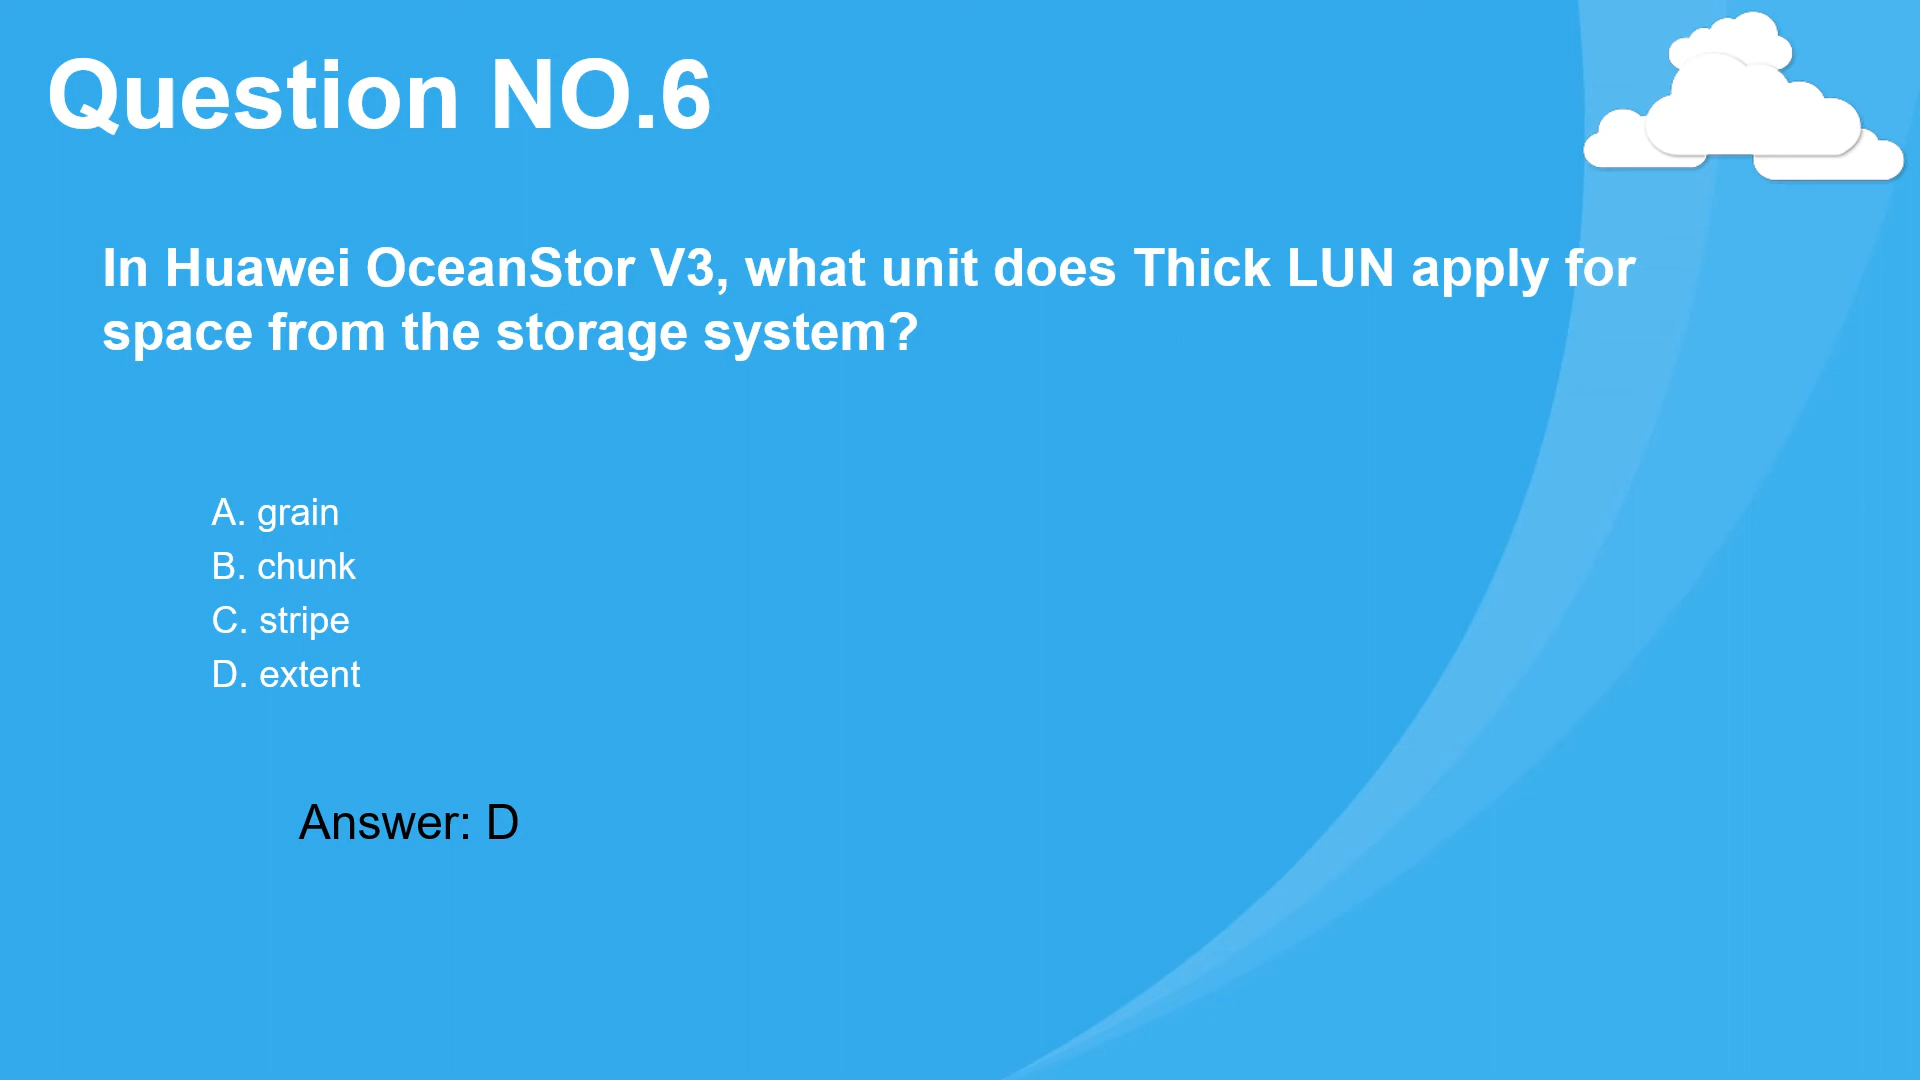 Question NO.6
In Huawei OceanStor V3, what unit does Thick LUN apply for
space from the storage system?
A. grain
B. chunk
C. stripe
D. extent
Answer: D